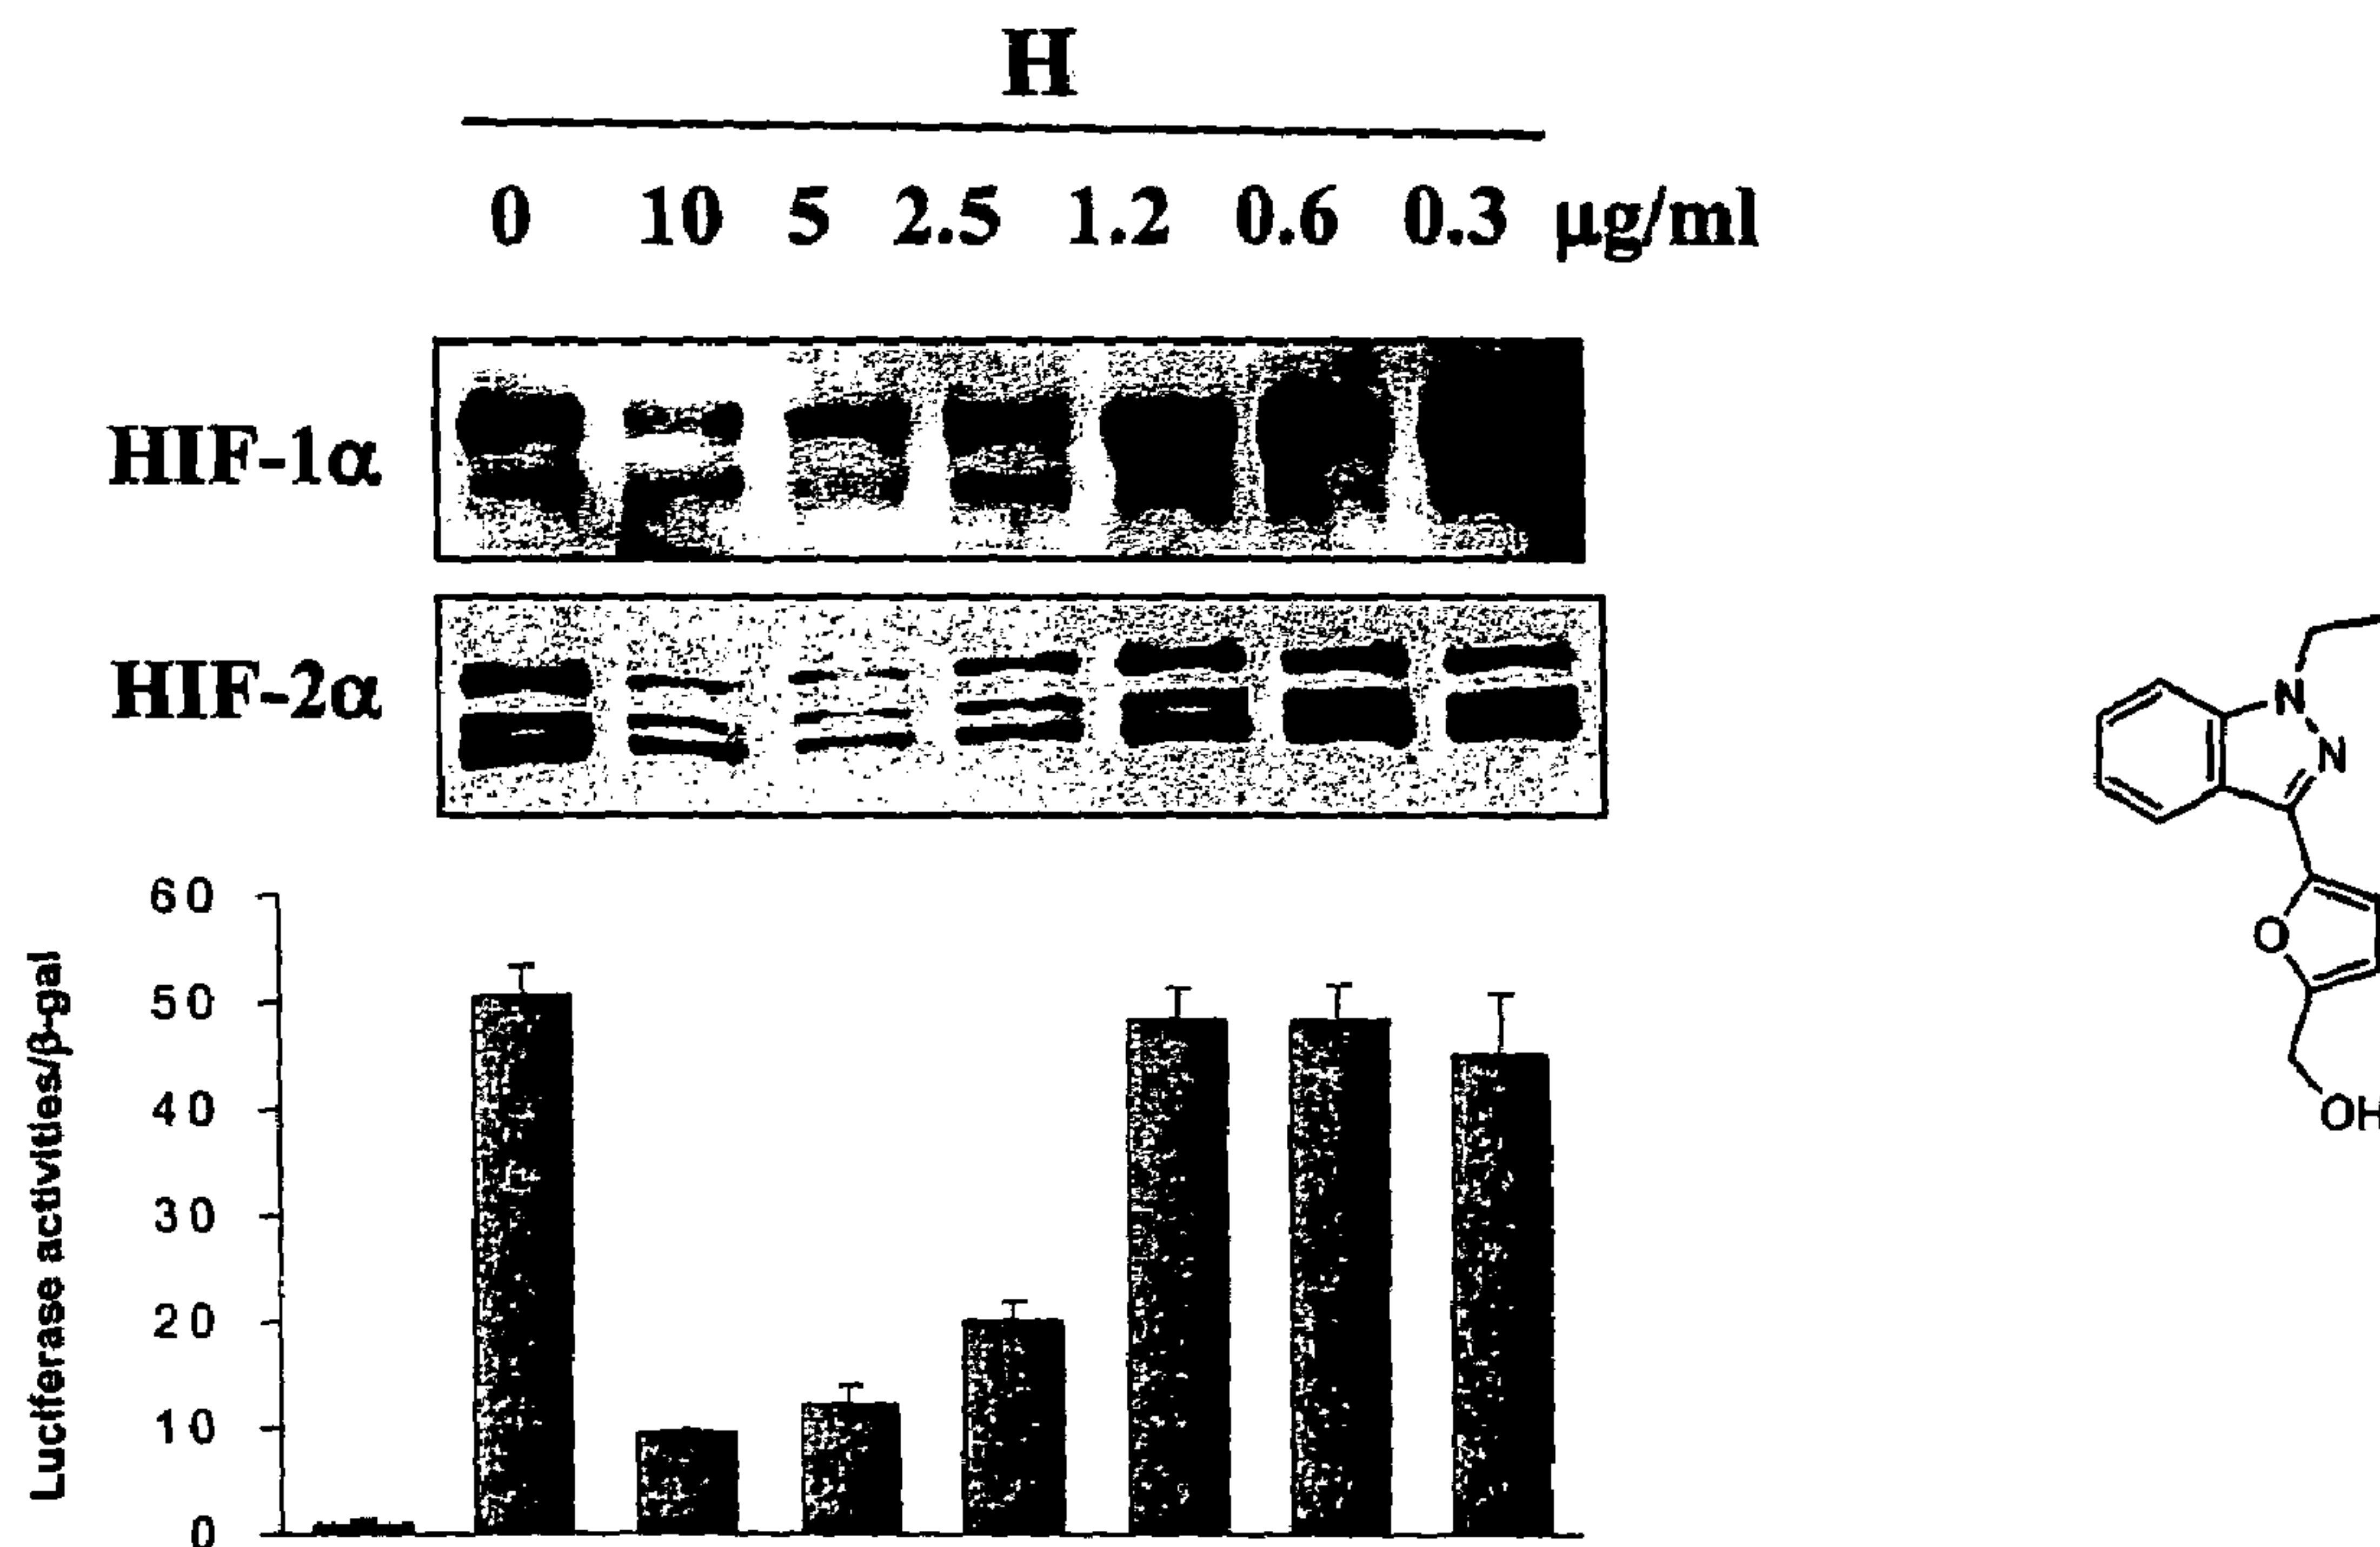 H
0 10 5 2.5 1.2 0.6 0.3 μg/ml
HIF-1α
HIF-2α
N
N
O
OH
60
50
40
30
20
10
0
Luciferase activities/β-gal